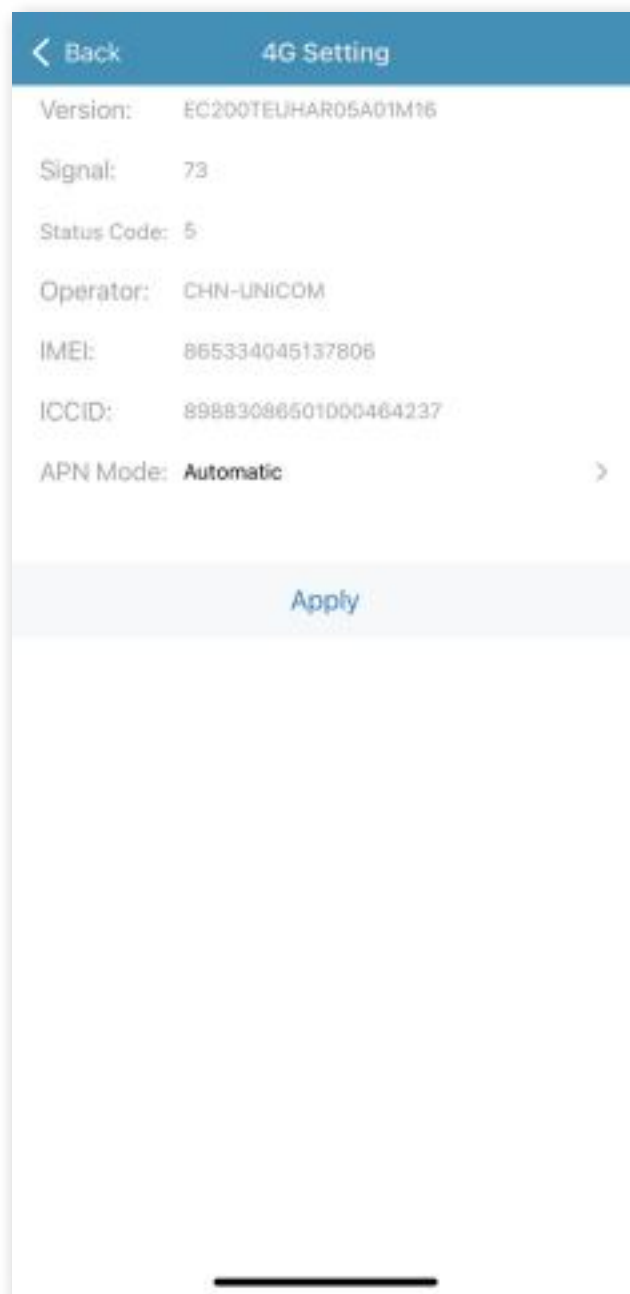 Back 4G Setting
Version: EC200TEUHAR05A01M16
Signal: 73
Status Code: 5
Operator: CHN-UNICOM
IMEI: 865334045137806
ICCID: 89883086501000464237
APN Mode: Automatic
Apply